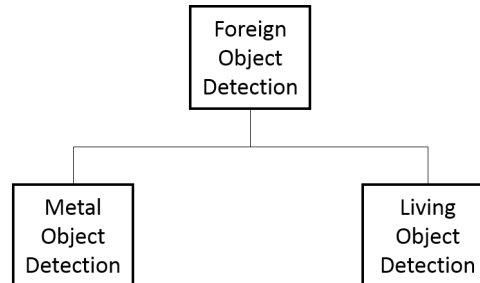 Foreign
Object
Detection
Metal
Object
Detection
Living
Object
Detection